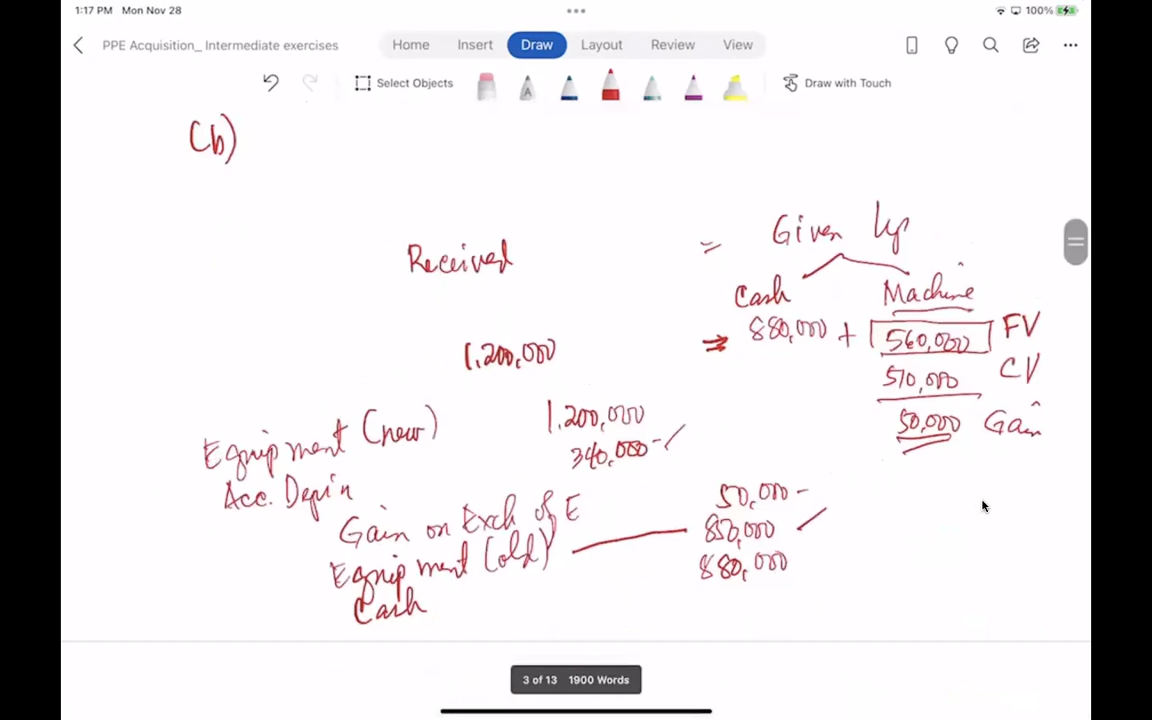 1:17 PM Mon Nov 28
100%
PPE Acquisition_ Intermediate exercises
Home Insert Draw Layout Review View
Select Objects
A
Draw with Touch
(b)
Received = Given Up
Cash Machine
1,200,000 ⇒ 880,000 + 560,000 FV
510,000 CV
50,000 Gain
Equipment (new) 1,200,000
Acc. Depin 340,000
Gain on Exch of E 50,000
Equipment (old) 850,000
Cash 880,000
3 of 13 1900 Words